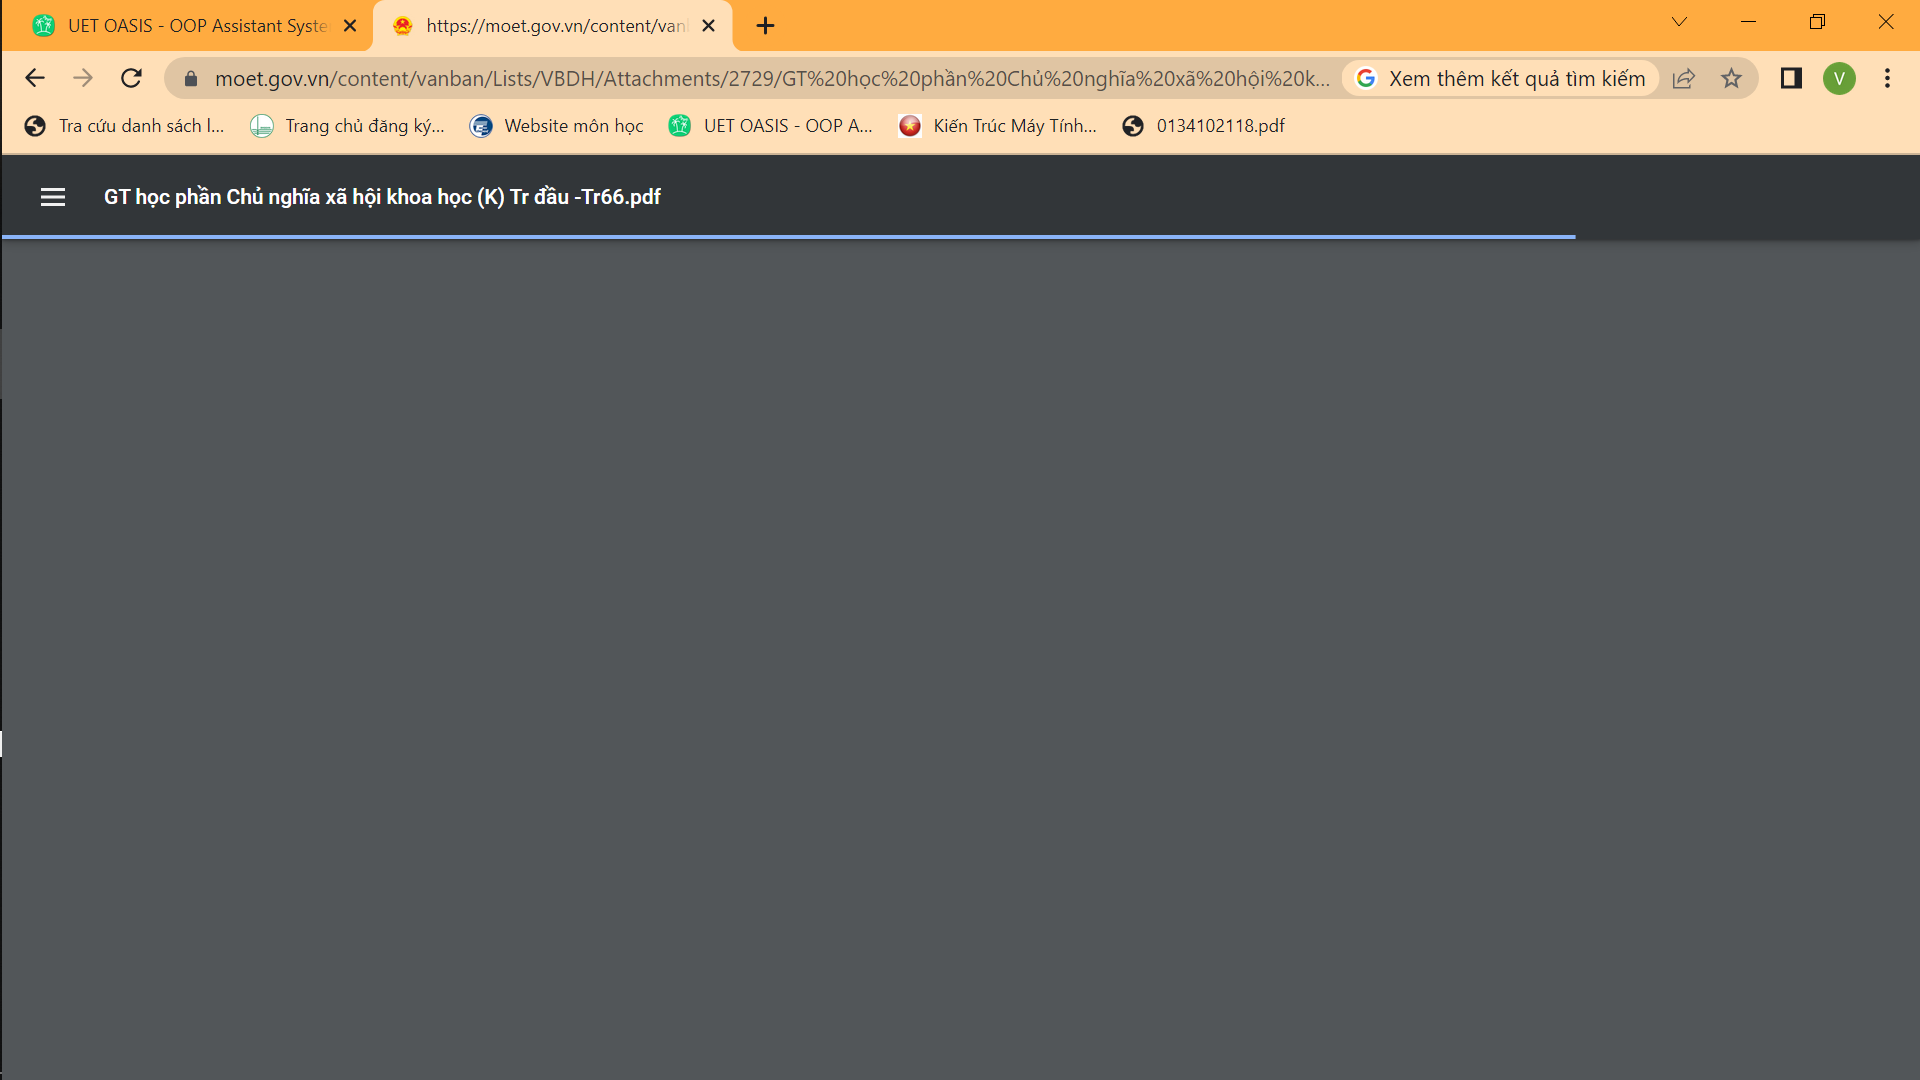 UET OASIS - OOP Assistant Syste
https://moet.gov.vn/content/van
moet.gov.vn/content/vanban/Lists/VBDH/Attachments/2729/GT%20học%20phần%20Chủ%20nghĩa%20xã%20hội%20k...
Xem thêm kết quả tìm kiếm
V
Tra cứu danh sách l...
Trang chủ đăng ký...
Website môn học
UET OASIS - OOP A...
Kiến Trúc Máy Tính...
0134102118.pdf
GT học phần Chủ nghĩa xã hội khoa học (K) Tr đầu -Tr66.pdf